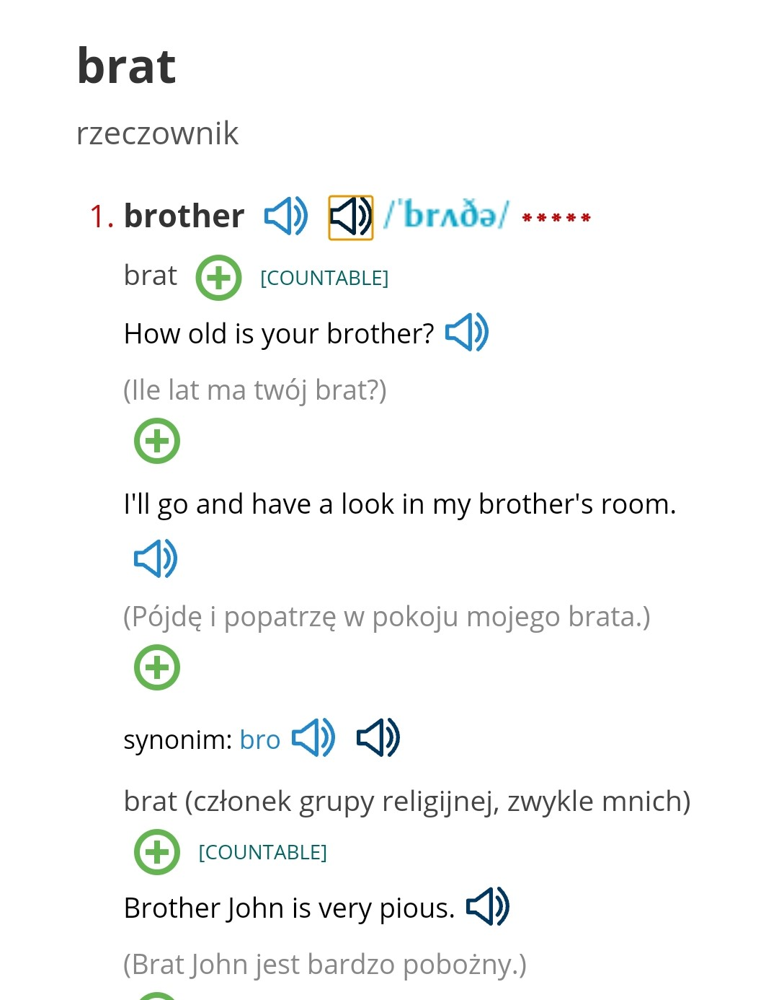 brat
rzeczownik
1. brother /ˈbrʌðə/ *****
brat [COUNTABLE]
How old is your brother?
(Ile lat ma twój brat?)
I'll go and have a look in my brother's room.
(Pójdę i popatrzę w pokoju mojego brata.)
synonim: bro
brat (członek grupy religijnej, zwykle mnich)
[COUNTABLE]
Brother John is very pious.
(Brat John jest bardzo pobożny.)